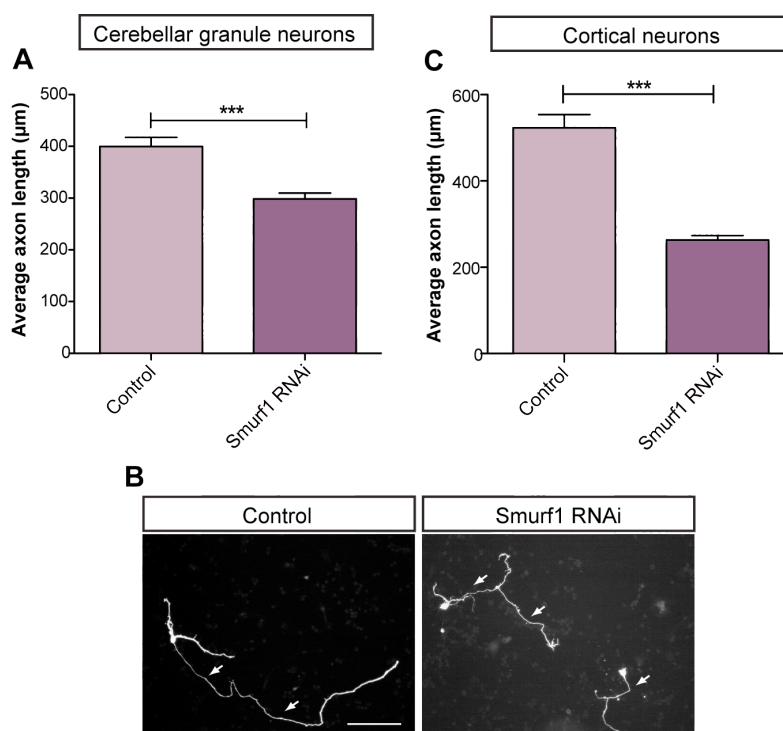 Cerebellar granule neurons
Cortical neurons
A
***
Average axon length (µm)
500
400
300
200
100
0
Control
Smurf1 RNAi
C
***
Average axon length (µm)
600
400
200
0
Control
Smurf1 RNAi
B
Control
Smurf1 RNAi